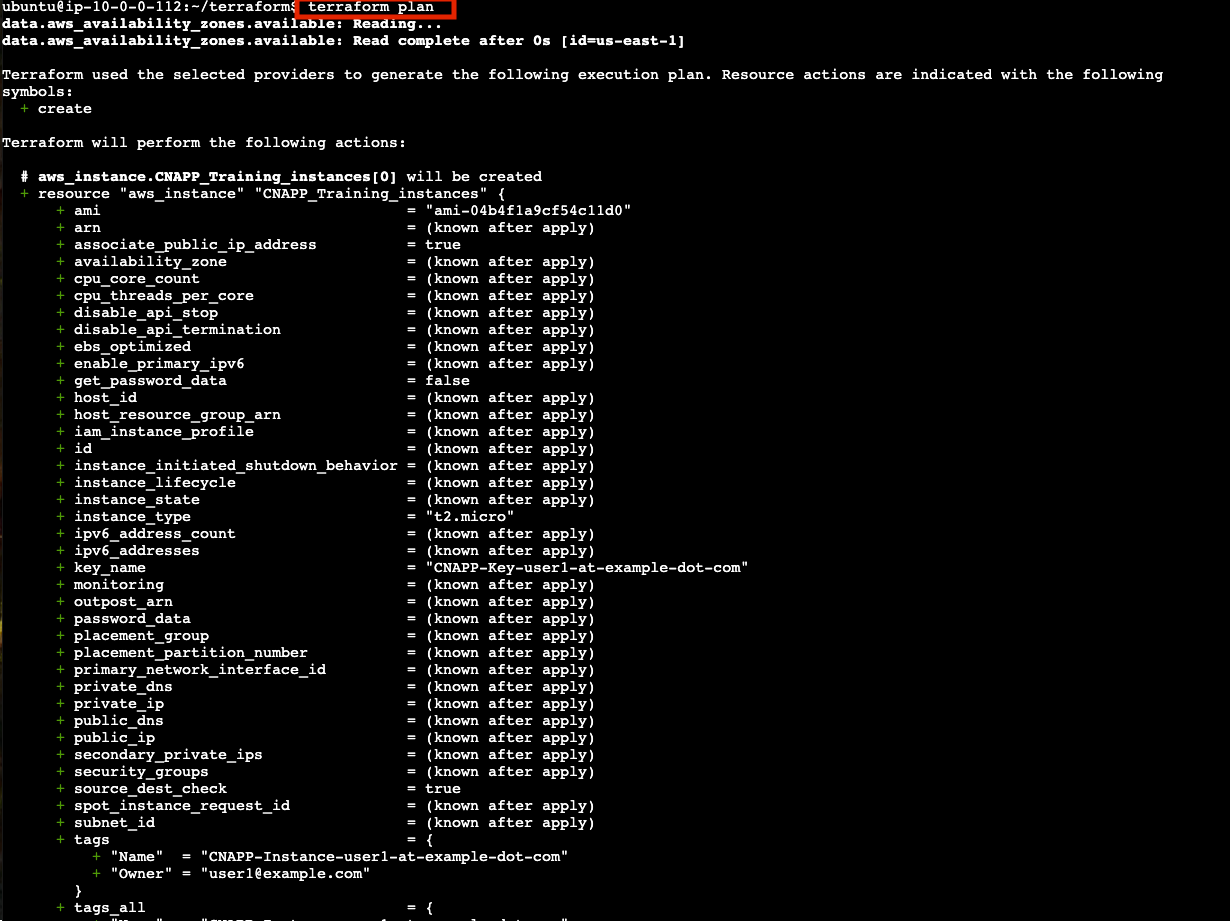 ubuntu@ip-10-0-0-112:~/terraform$ terraform plan
data.aws_availability_zones.available: Reading...
data.aws_availability_zones.available: Read complete after 0s [id=us-east-1]
Terraform used the selected providers to generate the following execution plan. Resource actions are indicated with the following
symbols:
+ create
Terraform will perform the following actions:
# aws_instance.CNAPP_Training_instances[0] will be created
+ resource "aws_instance" "CNAPP_Training_instances" {
+ ami = "ami-04b4f1a9cf54c11d0"
+ arn = (known after apply)
+ associate_public_ip_address = true
+ availability_zone = (known after apply)
+ cpu_core_count = (known after apply)
+ cpu_threads_per_core = (known after apply)
+ disable_api_stop = (known after apply)
+ disable_api_termination = (known after apply)
+ ebs_optimized = (known after apply)
+ enable_primary_ipv6 = (known after apply)
+ get_password_data = false
+ host_id = (known after apply)
+ host_resource_group_arn = (known after apply)
+ iam_instance_profile = (known after apply)
+ id = (known after apply)
+ instance_initiated_shutdown_behavior = (known after apply)
+ instance_lifecycle = (known after apply)
+ instance_state = (known after apply)
+ instance_type = "t2.micro"
+ ipv6_address_count = (known after apply)
+ ipv6_addresses = (known after apply)
+ key_name = "CNAPP-Key-user1-at-example-dot-com"
+ monitoring = (known after apply)
+ outpost_arn = (known after apply)
+ password_data = (known after apply)
+ placement_group = (known after apply)
+ placement_partition_number = (known after apply)
+ primary_network_interface_id = (known after apply)
+ private_dns = (known after apply)
+ private_ip = (known after apply)
+ public_dns = (known after apply)
+ public_ip = (known after apply)
+ secondary_private_ips = (known after apply)
+ security_groups = (known after apply)
+ source_dest_check = true
+ spot_instance_request_id = (known after apply)
+ subnet_id = (known after apply)
+ tags = {
+ "Name" = "CNAPP-Instance-user1-at-example-dot-com"
+ "Owner" = "user1@example.com"
}
+ tags_all = {